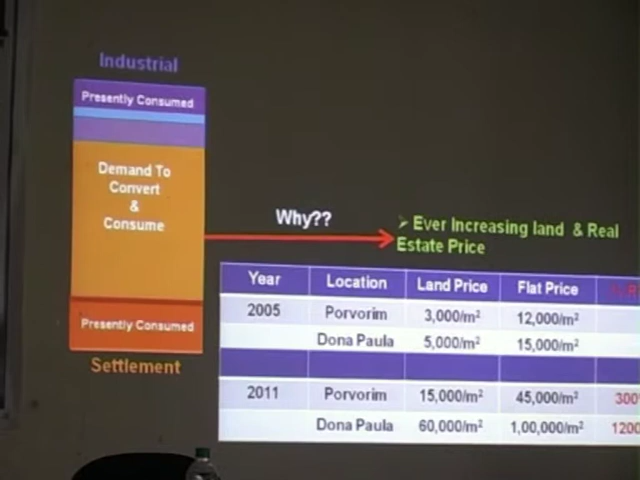 Industrial
Presently Consumed
Demand To
Convert
&
Consume
Presently Consumed
Settlement
Why??
➢ Ever Increasing land & Real
Estate Price
Year Location Land Price Flat Price
2005 Porvorim 3,000/m² 12,000/m²
Dona Paula 5,000/m² 15,000/m²
2011 Porvorim 15,000/m² 45,000/m² 300
Dona Paula 60,000/m² 1,00,000/m² 1200